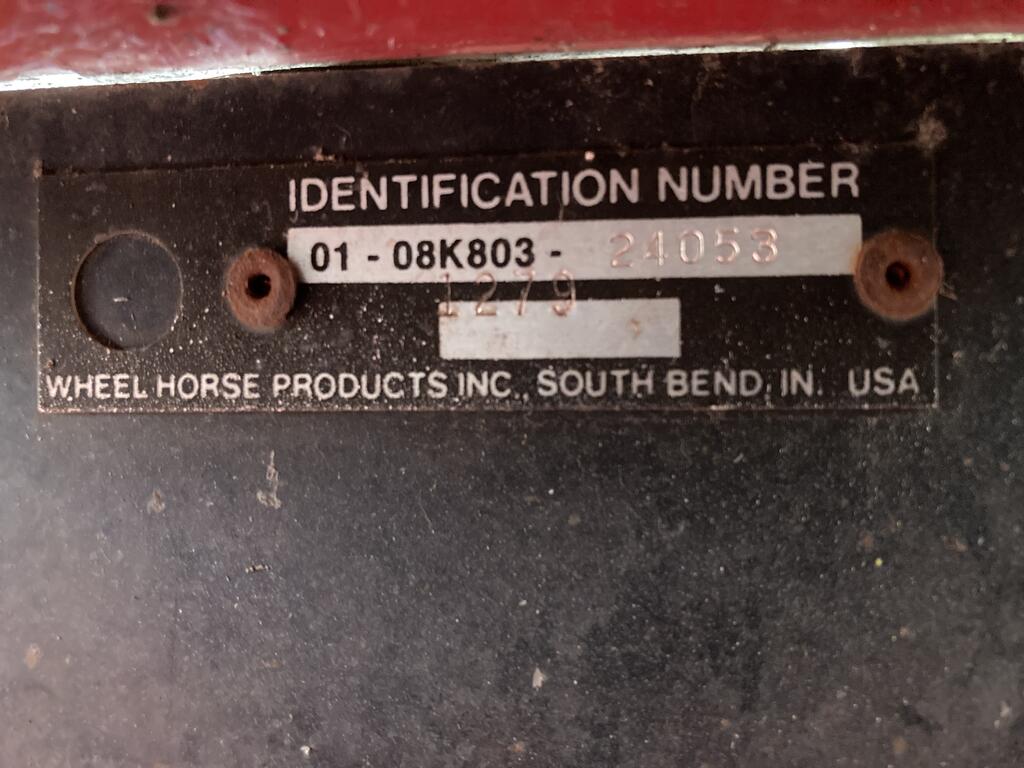 IDENTIFICATION NUMBER
01 - 08K803 - 24053
1279
WHEEL HORSE PRODUCTS INC., SOUTH BEND, IN. USA